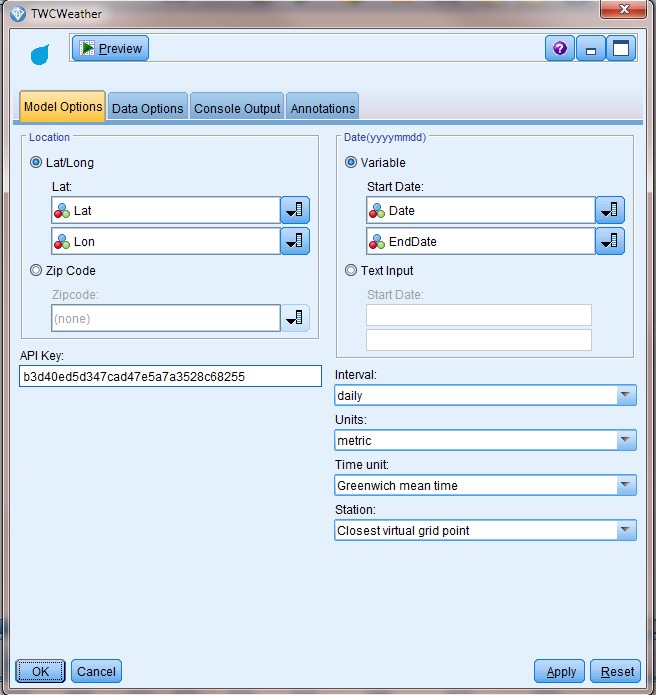 TWCWeather
Preview
Model Options
Data Options
Console Output
Annotations
Location
Lat/Long
Lat:
Lat
Lon
Zip Code
Zipcode:
(none)
API Key:
b3d40ed5d347cad47e5a7a3528c68255
Date(yyyymmdd)
Variable
Start Date:
Date
EndDate
Text Input
Start Date:
Interval:
daily
Units:
metric
Time unit:
Greenwich mean time
Station:
Closest virtual grid point
OK
Cancel
Apply
Reset